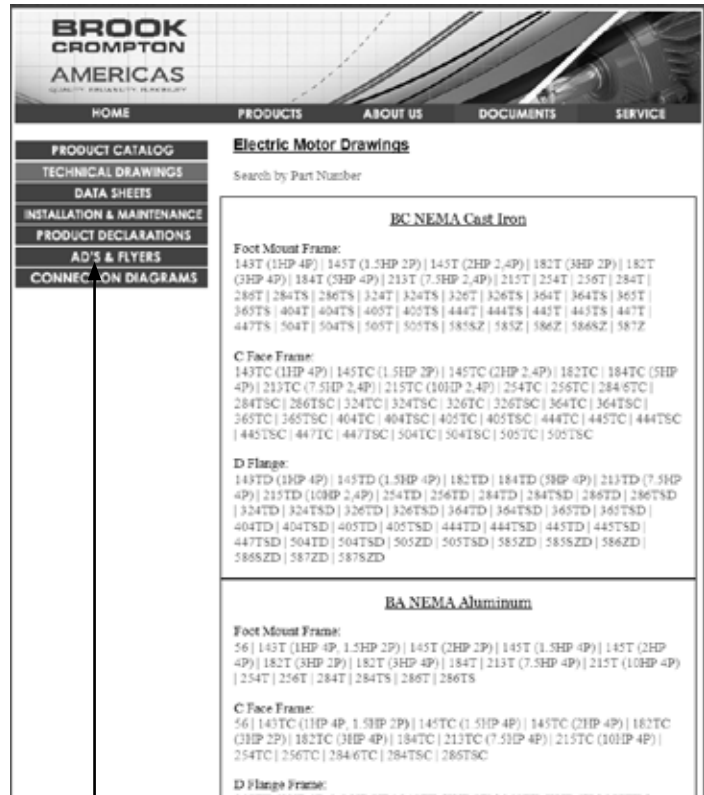 BROOK
CROMPTON
AMERICAS
QUALITY RELIABILITY FLEXIBILITY
HOME PRODUCTS ABOUT US DOCUMENTS SERVICE
PRODUCT CATALOG
TECHNICAL DRAWINGS
DATA SHEETS
INSTALLATION & MAINTENANCE
PRODUCT DECLARATIONS
AD'S & FLYERS
CONNECTION DIAGRAMS
Electric Motor Drawings
Search by Part Number
BC NEMA Cast Iron
Foot Mount Frame:
143T (1HP 4P) | 145T (1.5HP 2P) | 145T (2HP 2,4P) | 182T (3HP 2P) | 182T
(3HP 4P) | 184T (5HP 4P) | 213T (7.5HP 2,4P) | 215T | 254T | 256T | 284T |
286T | 284TS | 286TS | 324T | 324TS | 326T | 326TS | 364T | 364TS | 365T |
365TS | 404T | 404TS | 405T | 405TS | 444T | 444TS | 445T | 445TS | 447T |
447TS | 504T | 504TS | 505T | 505TS | 585SZ | 585Z | 586Z | 586SZ | 587Z
C Face Frame:
143TC (1HP 4P) | 145TC (1.5HP 2P) | 145TC (2HP 2,4P) | 182TC | 184TC (5HP
4P) | 213TC (7.5HP 2,4P) | 215TC (10HP 2,4P) | 254TC | 256TC | 284/6TC |
284TSC | 286TSC | 324TC | 324TSC | 326TC | 326TSC | 364TC | 364TSC |
365TC | 365TSC | 404TC | 404TSC | 405TC | 405TSC | 444TC | 445TC | 444TSC
| 445TSC | 447TC | 447TSC | 504TC | 504TSC | 505TC | 505TSC
D Flange:
143TD (1HP 4P) | 145TD (1.5HP 4P) | 182TD | 184TD (5HP 4P) | 213TD (7.5HP
4P) | 215TD (10HP 2,4P) | 254TD | 256TD | 284TD | 284TSD | 286TD | 286TSD
| 324TD | 324TSD | 326TD | 326TSD | 364TD | 364TSD | 365TD | 365TSD |
404TD | 404TSD | 405TD | 405TSD | 444TD | 444TSD | 445TD | 445TSD |
447TSD | 504TD | 504TSD | 505ZD | 505TSD | 585ZD | 585SZD | 586ZD |
586SZD | 587ZD | 587SZD
BA NEMA Aluminum
Foot Mount Frame:
56 | 143T (1HP 4P, 1.5HP 2P) | 145T (2HP 2P) | 145T (1.5HP 4P) | 145T (2HP
4P) | 182T (3HP 2P) | 182T (3HP 4P) | 184T | 213T (7.5HP 4P) | 215T (10HP 4P)
| 254T | 256T | 284T | 284TS | 286T | 286TS
C Face Frame:
56 | 143TC (1HP 4P, 1.5HP 2P) | 145TC (1.5HP 4P) | 145TC (2HP 4P) | 182TC
(3HP 2P) | 182TC (3HP 4P) | 184TC | 213TC (7.5HP 4P) | 215TC (10HP 4P) |
254TC | 256TC | 284/6TC | 284TSC | 286TSC
D Flange Frame: